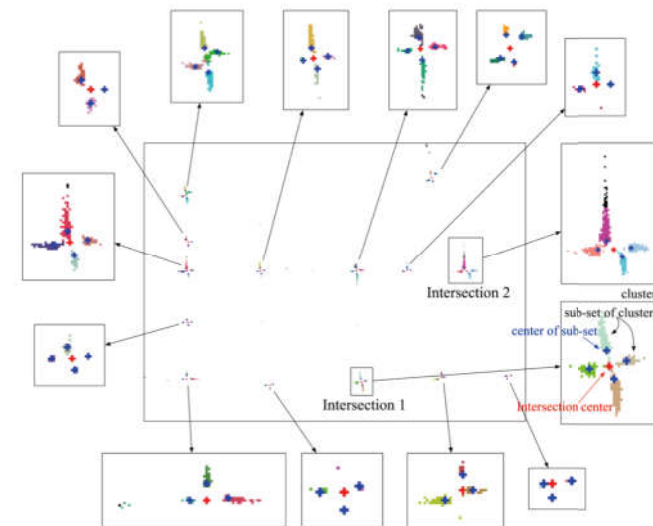 Intersection 2
cluster
sub-set of cluster
center of sub-set
Intersection center
Intersection 1